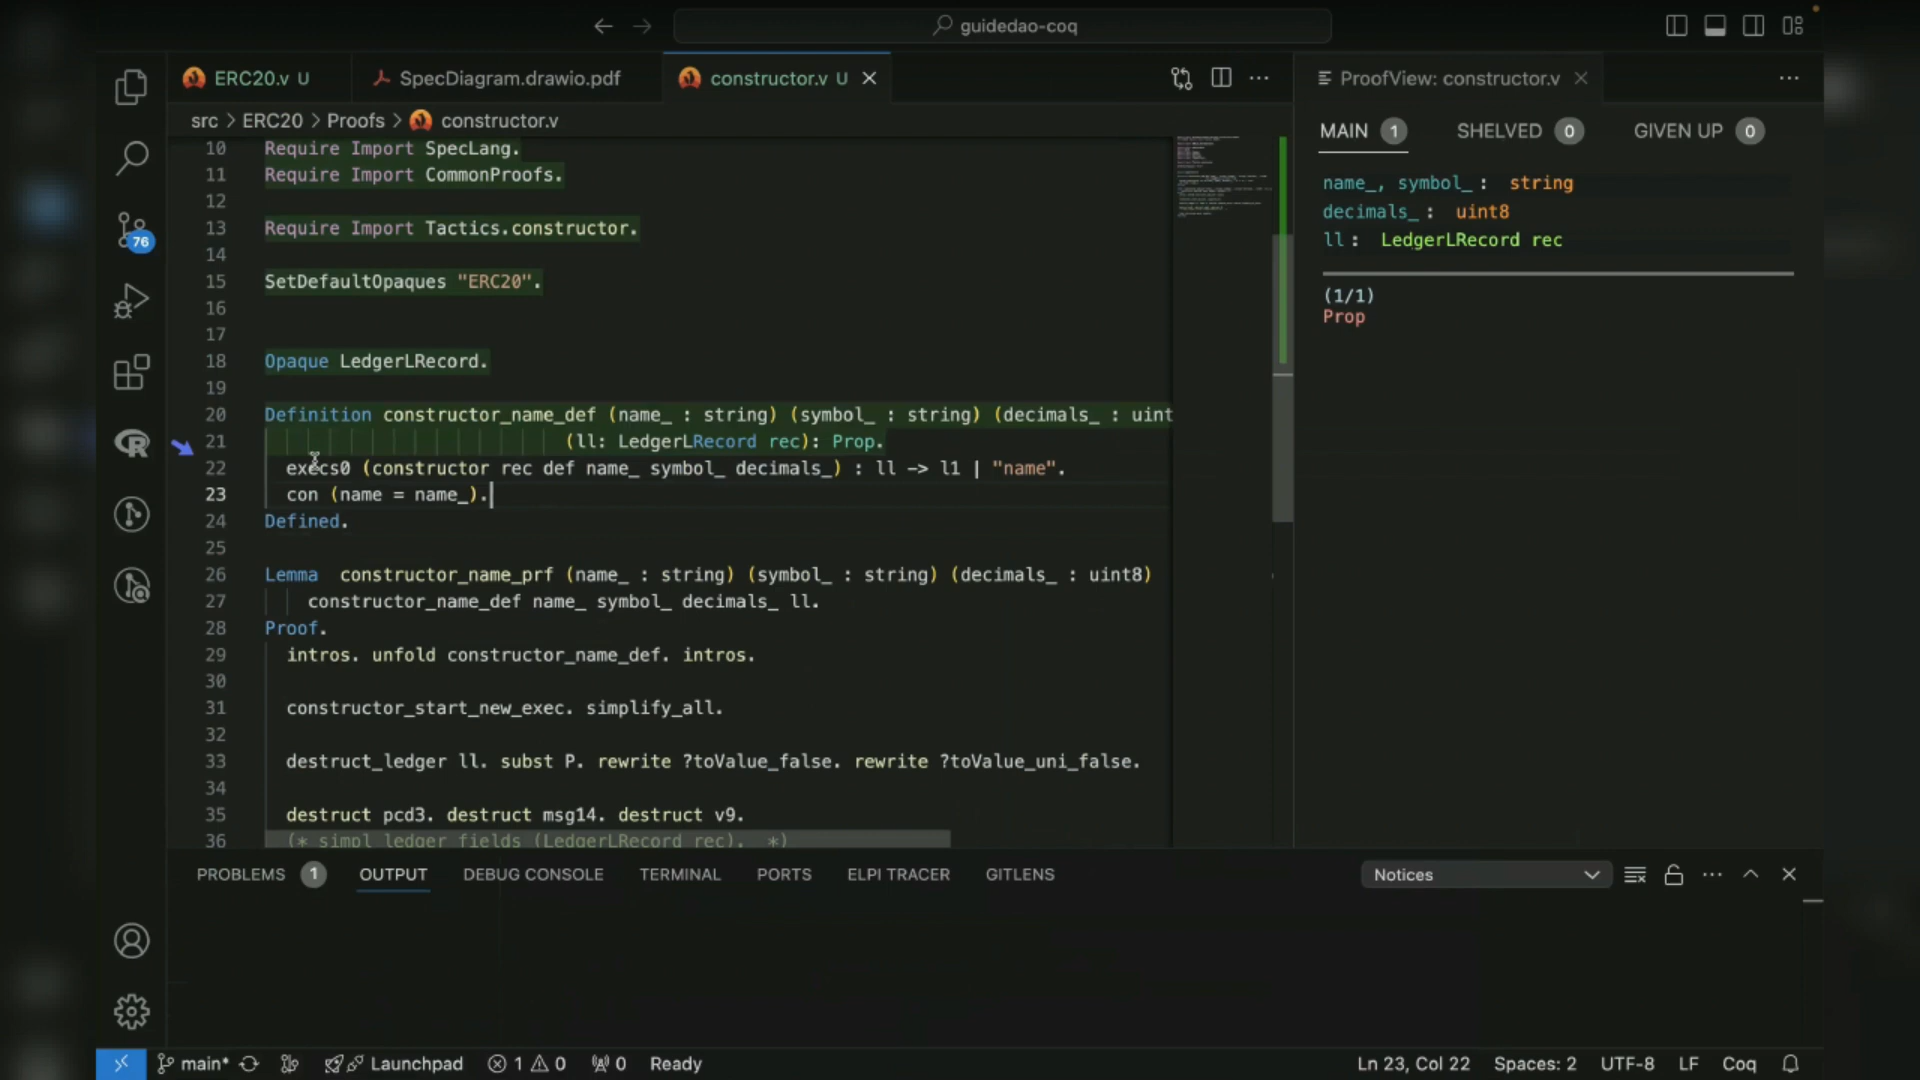 guidedao-coq
ERC20.v U
SpecDiagram.drawio.pdf
constructor.v U
ProofView: constructor.v
src > ERC20 > Proofs > constructor.v
10 Require Import SpecLang.
11 Require Import CommonProofs.
12
13 Require Import Tactics.constructor.
14
15 SetDefaultOpaques "ERC20".
16
17
18 Opaque LedgerLRecord.
19
20 Definition constructor_name_def (name_ : string) (symbol_ : string) (decimals_ : uint
21 (ll: LedgerLRecord rec): Prop.
22 execs0 (constructor rec def name_ symbol_ decimals_) : ll -> l1 | "name".
23 con (name = name_).
24 Defined.
25
26 Lemma constructor_name_prf (name_ : string) (symbol_ : string) (decimals_ : uint8)
27 constructor_name_def name_ symbol_ decimals_ ll.
28 Proof.
29 intros. unfold constructor_name_def. intros.
30
31 constructor_start_new_exec. simplify_all.
32
33 destruct_ledger ll. subst P. rewrite ?toValue_false. rewrite ?toValue_uni_false.
34
35 destruct pcd3. destruct msg14. destruct v9.
36 (* simpl ledger fields (LedgerLRecord rec). *)
MAIN 1 SHELVED 0 GIVEN UP 0
name_, symbol_ : string
decimals_ : uint8
ll : LedgerLRecord rec
(1/1)
Prop
76
PROBLEMS 1 OUTPUT DEBUG CONSOLE TERMINAL PORTS ELPI TRACER GITLENS
Notices
main* Launchpad 1 0 0 Ready
Ln 23, Col 22 Spaces: 2 UTF-8 LF Coq